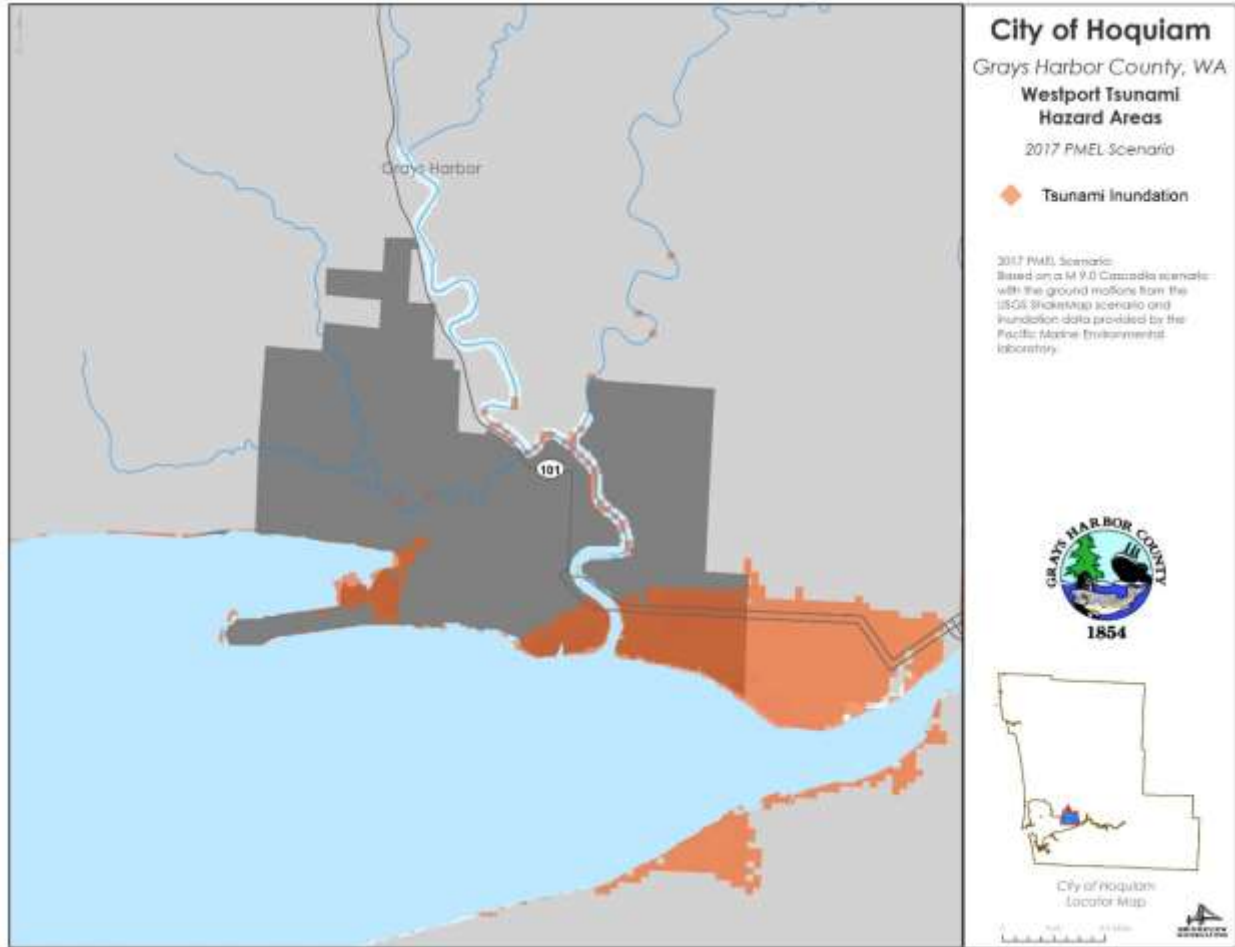 City of Hoquiam
Grays Harbor County, WA
Westport Tsunami
Hazard Areas
2017 PMEL Scenario
Tsunami Inundation
2017 PMEL Scenario:
Based on a M 9.0 Cascadia scenario
with the ground motions from the
USGS ShakeMap scenario and
inundation data provided by the
Pacific Marine Environmental
laboratory.
Grays Harbor
101
GRAYS HARBOR COUNTY
1854
City of Hoquiam
Locator Map